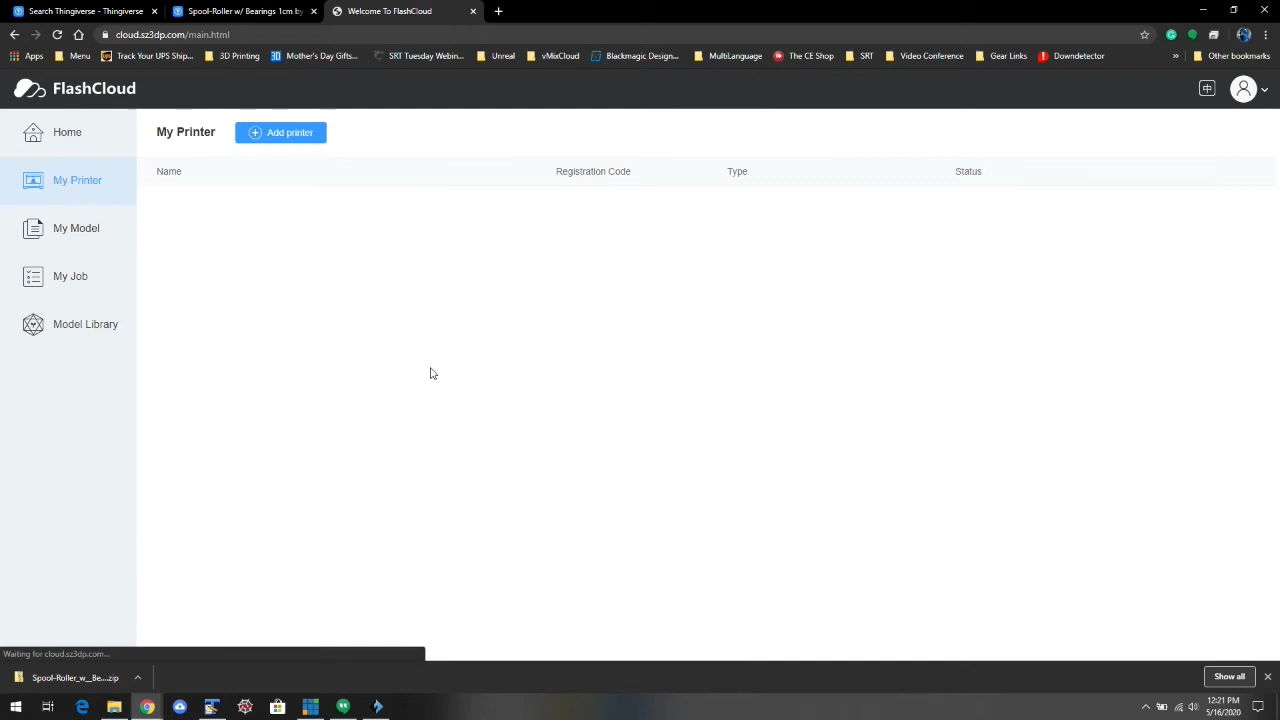 Search Thingiverse - Thingiverse
Spool-Roller w/ Bearings 1cm by
Welcome To FlashCloud
cloud.sz3dp.com/main.html
Apps
Menu
Track Your UPS Ship...
3D Printing
Mother's Day Gifts...
SRT Tuesday Webin...
Unreal
vMixCloud
Blackmagic Design...
MultiLanguage
The CE Shop
SRT
Video Conference
Gear Links
Downdetector
»
Other bookmarks
FlashCloud
中
Home
My Printer
My Model
My Job
Model Library
My Printer
Add printer
Name
Registration Code
Type
Status
Waiting for cloud.sz3dp.com...
Spool-Roller_w_Be....zip
Show all
12:21 PM
5/16/2020